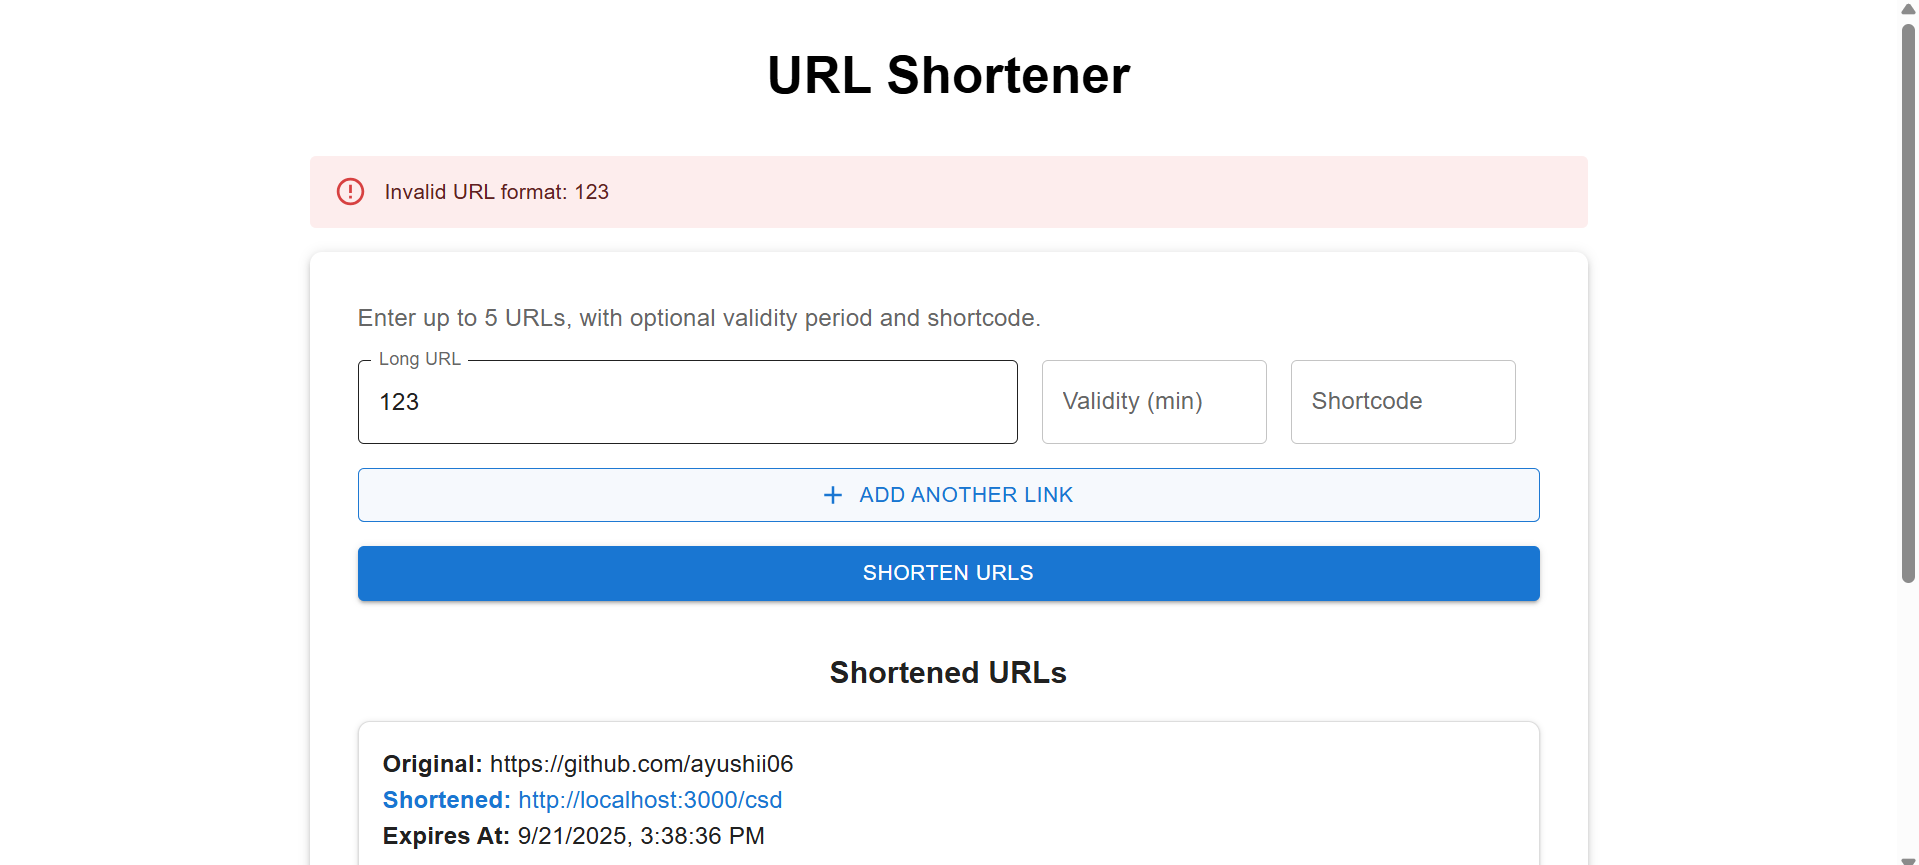 URL Shortener
Invalid URL format: 123
Enter up to 5 URLs, with optional validity period and shortcode.
Long URL
123
Validity (min)
Shortcode
ADD ANOTHER LINK
SHORTEN URLS
Shortened URLs
Original: https://github.com/ayushii06
Shortened: http://localhost:3000/csd
Expires At: 9/21/2025, 3:38:36 PM